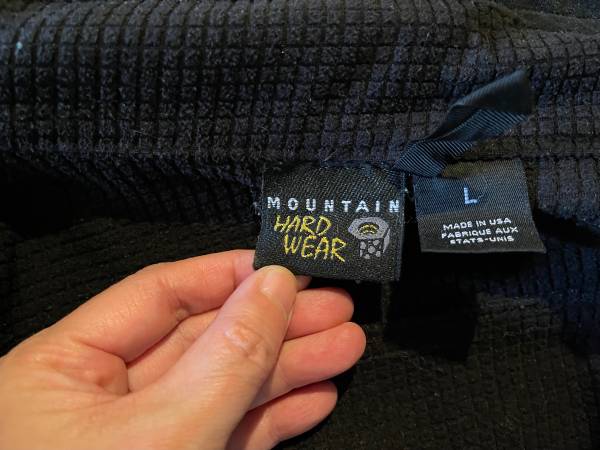 MOUNTAIN
HARD
WEAR
L
MADE IN USA
FABRIQUE AUX
ETATS-UNIS